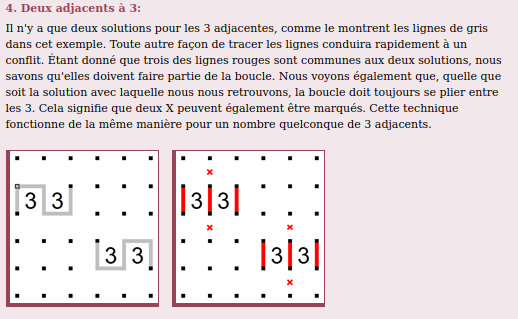 4. Deux adjacents à 3:
Il n'y a que deux solutions pour les 3 adjacentes, comme le montrent les lignes de gris
dans cet exemple. Toute autre façon de tracer les lignes conduira rapidement à un
conflit. Étant donné que trois des lignes rouges sont communes aux deux solutions, nous
savons qu'elles doivent faire partie de la boucle. Nous voyons également que, quelle que
soit la solution avec laquelle nous nous retrouvons, la boucle doit toujours se plier entre
les 3. Cela signifie que deux X peuvent également être marqués. Cette technique
fonctionne de la même manière pour un nombre quelconque de 3 adjacents.
3 3
3 3
3 3
3 3